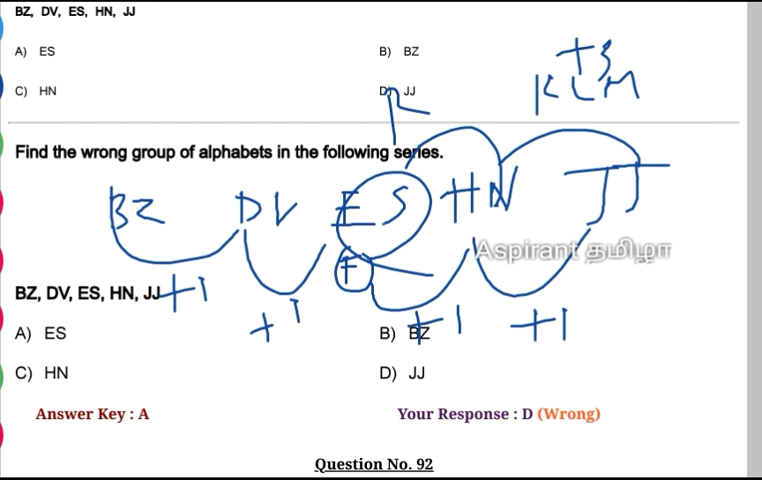 BZ, DV, ES, HN, JJ
A) ES
B) BZ
C) HN
D) JJ
R
+3
KLM
Find the wrong group of alphabets in the following series.
BZ DV ES HN JJ
F
Aspirant தமிழா
BZ, DV, ES, HN, JJ
+1
+1
+1
+1
A) ES
B) BZ
C) HN
D) JJ
Answer Key : A
Your Response : D (Wrong)
Question No. 92